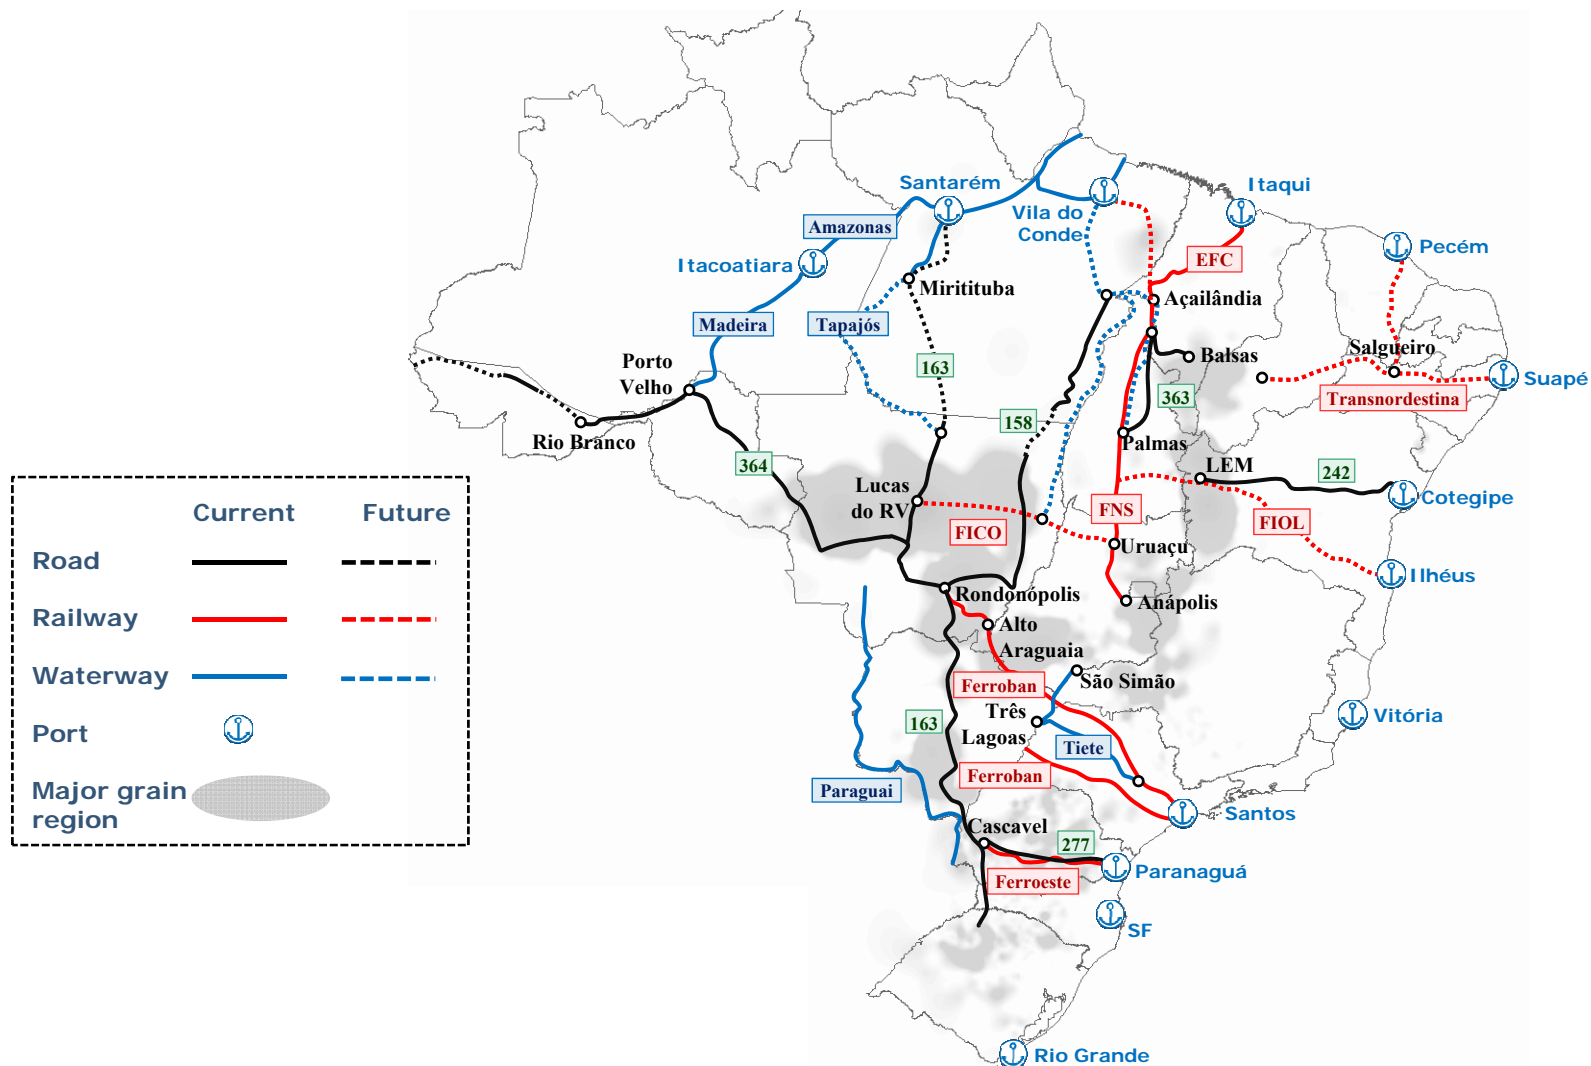 Santarém
Itaqui
Vila do
Conde
Amazonas
Pecém
Itacoatiara
EFC
Miritituba
Açailândia
Madeira
Tapajós
Salgueiro
Porto
Velho
Balsas
163
Suapé
363
Transnordestina
158
Rio Branco
Palmas
364
LEM
242
Cotegipe
Lucas
do RV
FNS
FICO
FIOL
Uruaçu
Ilhéus
Rondonópolis
Anápolis
Alto
Araguaia
Ferroban
São Simão
Três
Lagoas
163
Vitória
Tiete
Ferroban
Paraguai
Santos
Cascavel
277
Paranaguá
Ferroeste
SF
Rio Grande
Current Future
Road
Railway
Waterway
Port
Major grain
region